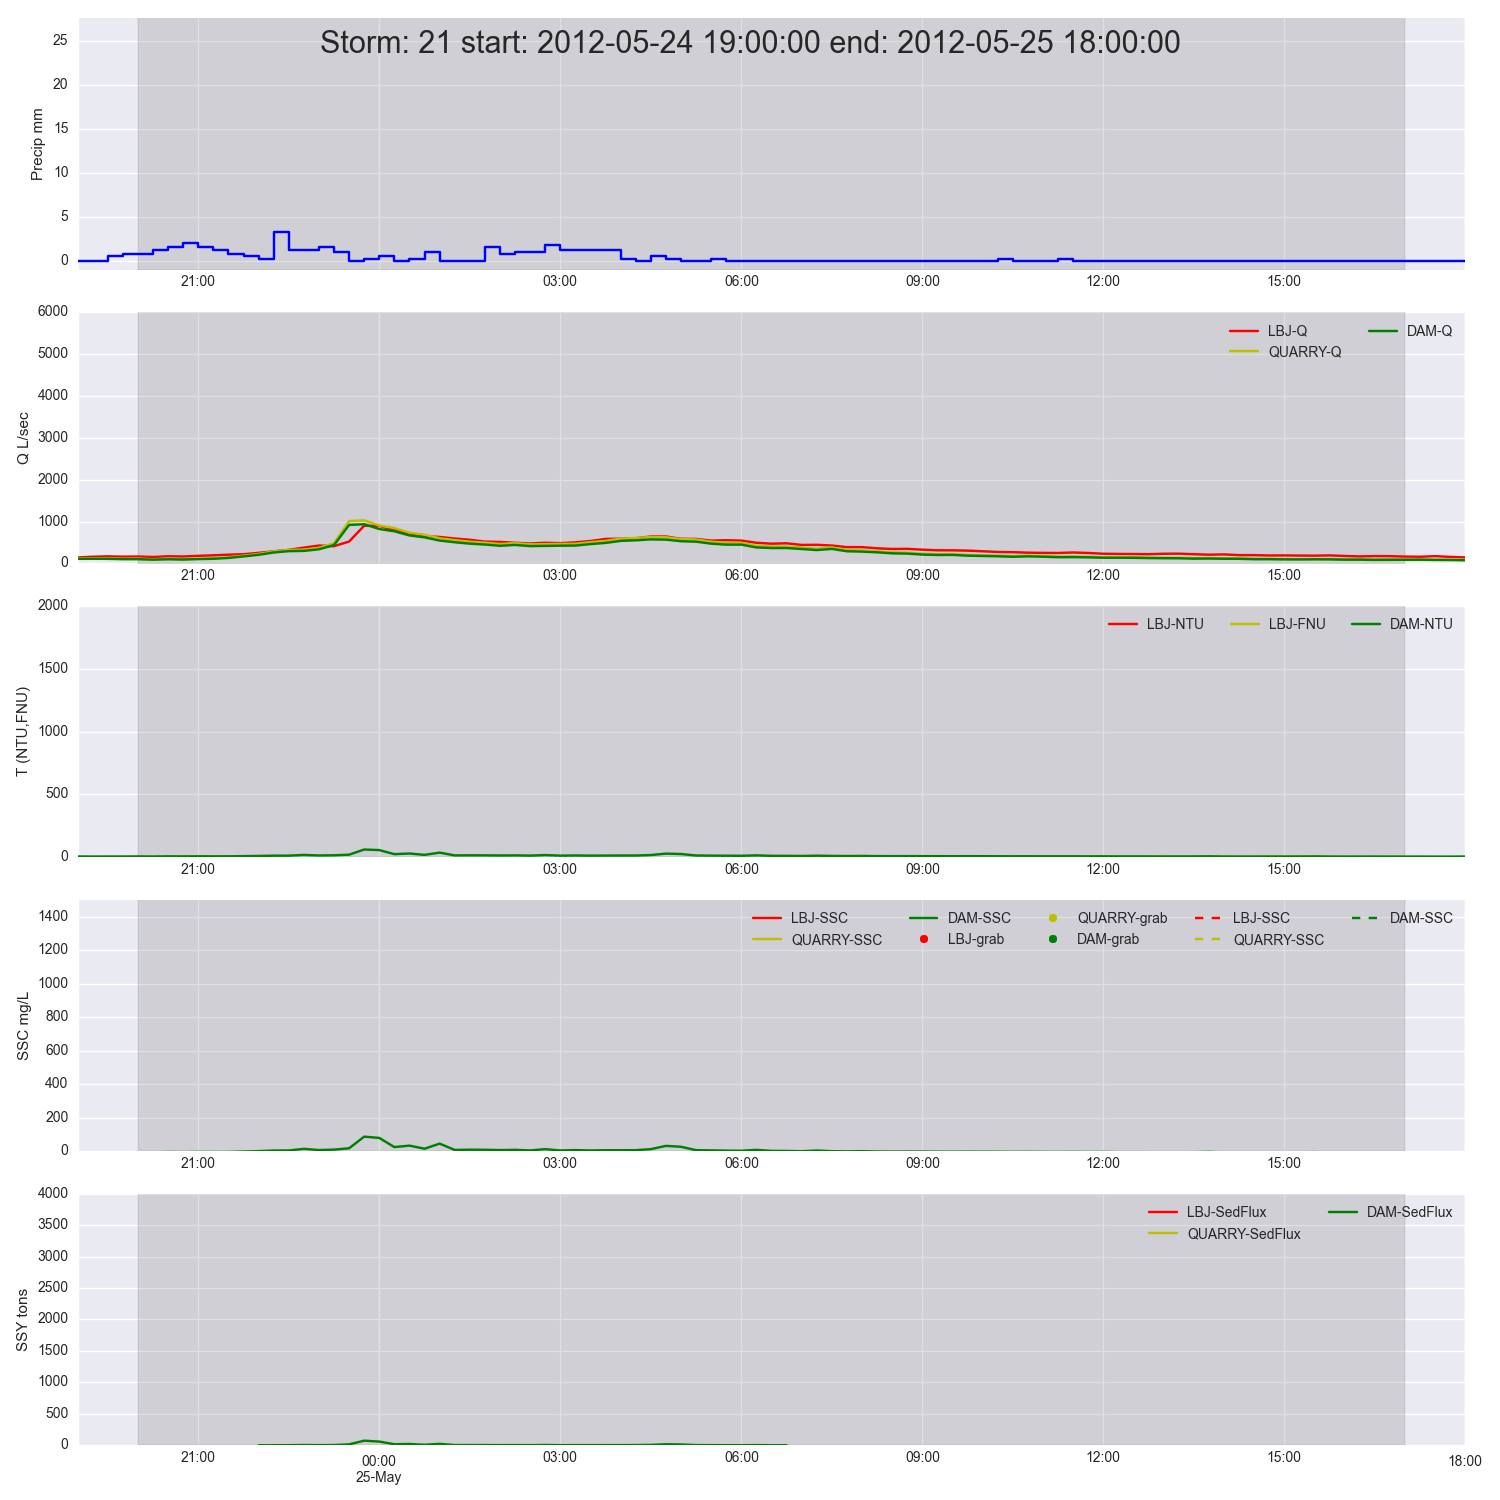 Storm: 21 start: 2012-05-24 19:00:00 end: 2012-05-25 18:00:00
Precip mm
25
20
15
10
5
0
21:00 03:00 06:00 09:00 12:00 15:00
Q L/sec
6000
5000
4000
3000
2000
1000
0
LBJ-Q DAM-Q
QUARRY-Q
21:00 03:00 06:00 09:00 12:00 15:00
T (NTU,FNU)
2000
1500
1000
500
0
LBJ-NTU LBJ-FNU DAM-NTU
21:00 03:00 06:00 09:00 12:00 15:00
SSC mg/L
1400
1200
1000
800
600
400
200
0
LBJ-SSC DAM-SSC QUARRY-grab LBJ-SSC DAM-SSC
QUARRY-SSC LBJ-grab DAM-grab QUARRY-SSC
21:00 03:00 06:00 09:00 12:00 15:00
SSY tons
4000
3500
3000
2500
2000
1500
1000
500
0
LBJ-SedFlux DAM-SedFlux
QUARRY-SedFlux
21:00 00:00 03:00 06:00 09:00 12:00 15:00 18:00
25-May